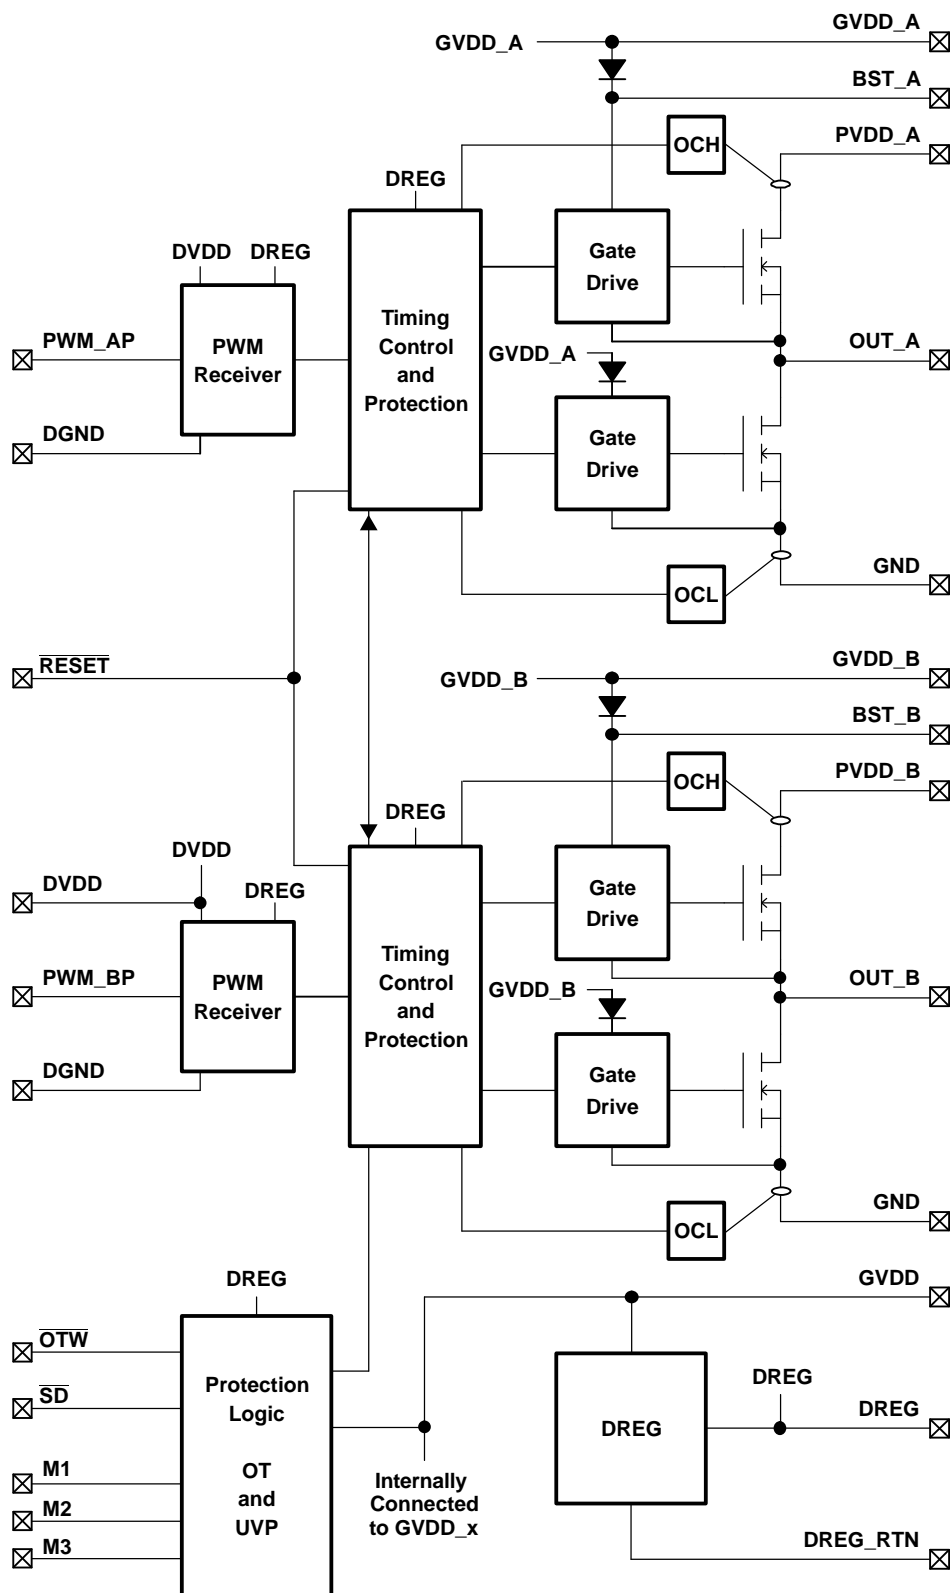 GVDD_A
GVDD_A
BST_A
OCH
PVDD_A
DREG
DVDD
DREG
Gate
Drive
PWM_AP
PWM
Receiver
Timing
Control
and
Protection
GVDD_A
OUT_A
DGND
Gate
Drive
OCL
GND
RESET
GVDD_B
GVDD_B
BST_B
OCH
PVDD_B
DREG
DVDD
DVDD
DREG
Gate
Drive
PWM_BP
PWM
Receiver
Timing
Control
and
Protection
GVDD_B
OUT_B
DGND
Gate
Drive
OCL
GND
DREG
GVDD
OTW
SD
M1
M2
M3
Protection
Logic
OT
and
UVP
Internally
Connected
to GVDD_x
DREG
DREG
DREG
DREG_RTN